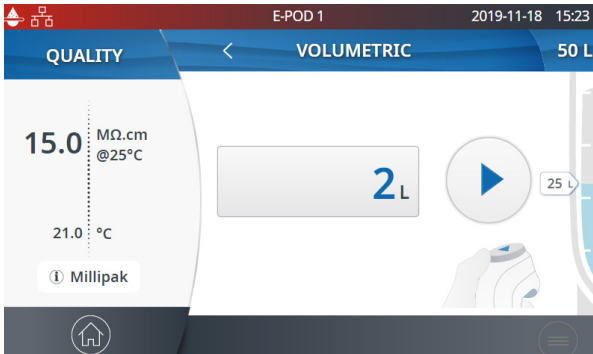 E-POD 1
2019-11-18 15:23
QUALITY
VOLUMETRIC
50 L
15.0 MΩ.cm
@25°C
2 L
25 L
21.0 °C
i Millipak